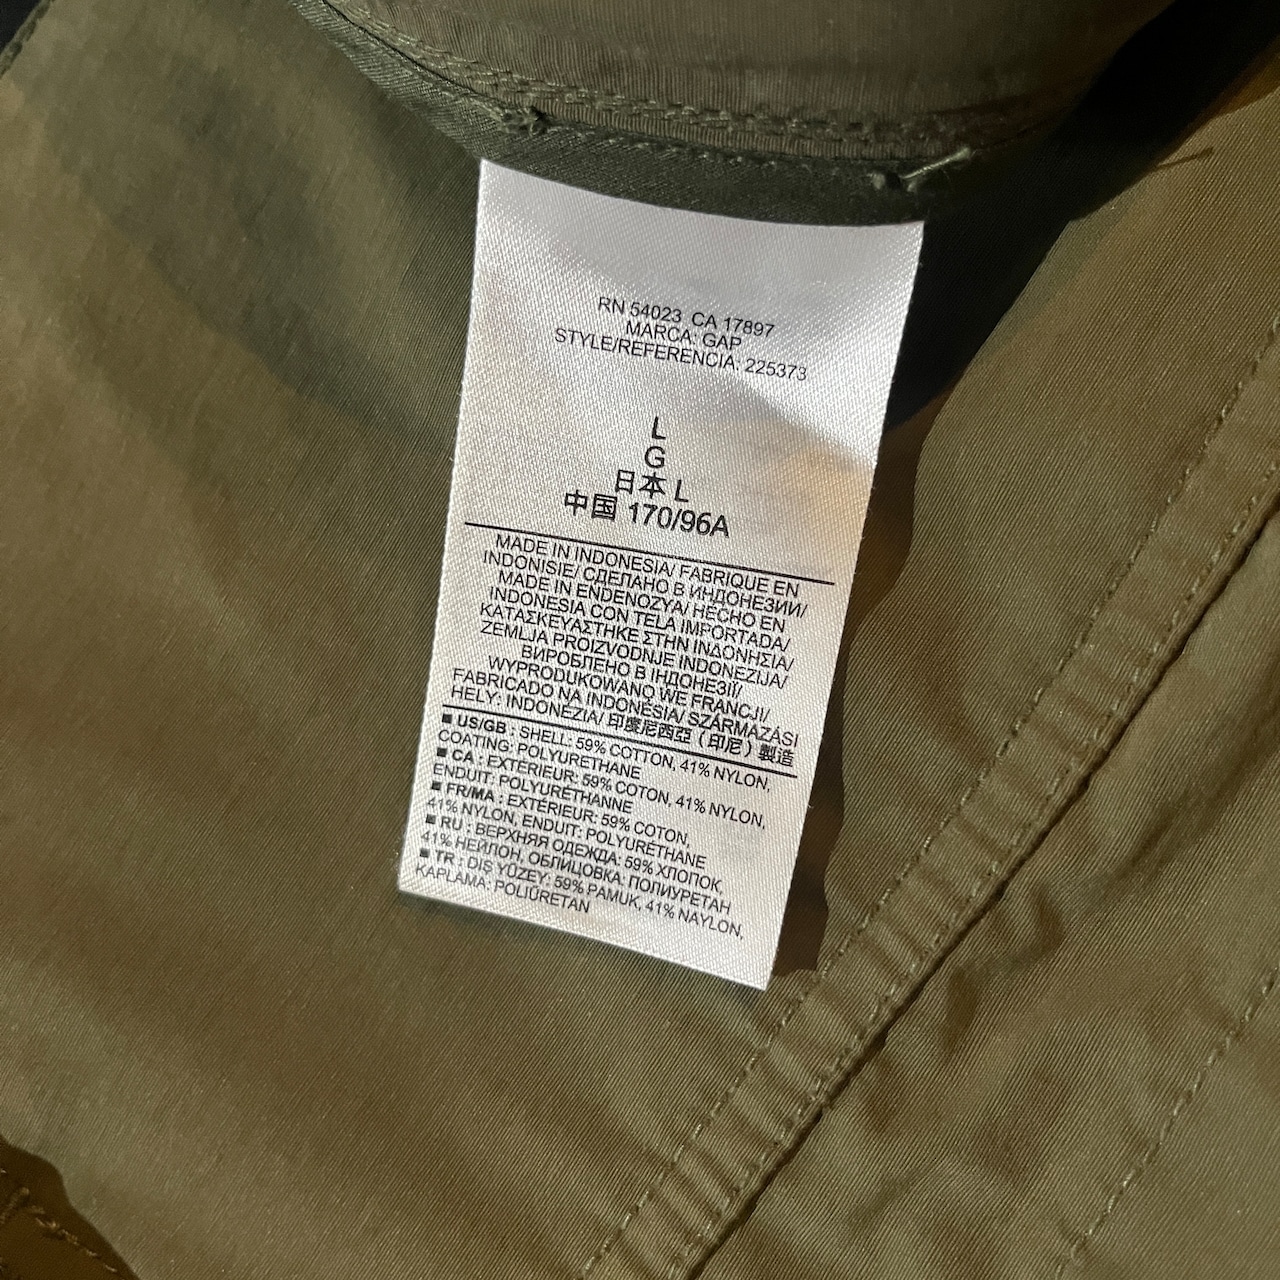 RN 54023 CA 17897
MARCA: GAP
STYLE/REFERENCIA: 225373
L
G
日本 L
中国 170/96A
MADE IN INDONESIA/ FABRIQUE EN
INDONISIE/ СДЕЛАНО В ИНДОНЕЗИИ/
MADE IN ENDENOZYA/ HECHO EN
INDONESIA CON TELA IMPORTADA/
ΚΑΤΑΣΚΕΥΑΣΤΗΚΕ ΣΤΗΝ ΙΝΔΟΝΗΣΙΑ/
ZEMLJA PROIZVODNJE INDONEZIJA/
ВИРОБЛЕНО В ІНДОНЕЗІЇ/
WYPRODUKOWANO WE FRANCJI/
FABRICADO NA INDONÉSIA/ SZÁRMAZÁSI
HELY: INDONÉZIA/ 印度尼西亞（印尼）製造
■ US/GB : SHELL: 59% COTTON, 41% NYLON,
COATING: POLYURETHANE
■ CA : EXTÉRIEUR: 59% COTON, 41% NYLON,
ENDUIT: POLYURÉTHANNE
■ FR/MA : EXTÉRIEUR: 59% COTON,
41% NYLON, ENDUIT: POLYURÉTHANE
■ RU : ВЕРХНЯЯ ОДЕЖДА: 59% ХЛОПОК,
41% НЕЙЛОН, ОБЛИЦОВКА: ПОЛИУРЕТАН
■ TR : DIŞ YÜZEY: 59% PAMUK, 41% NAYLON,
KAPLAMA: POLİÜRETAN